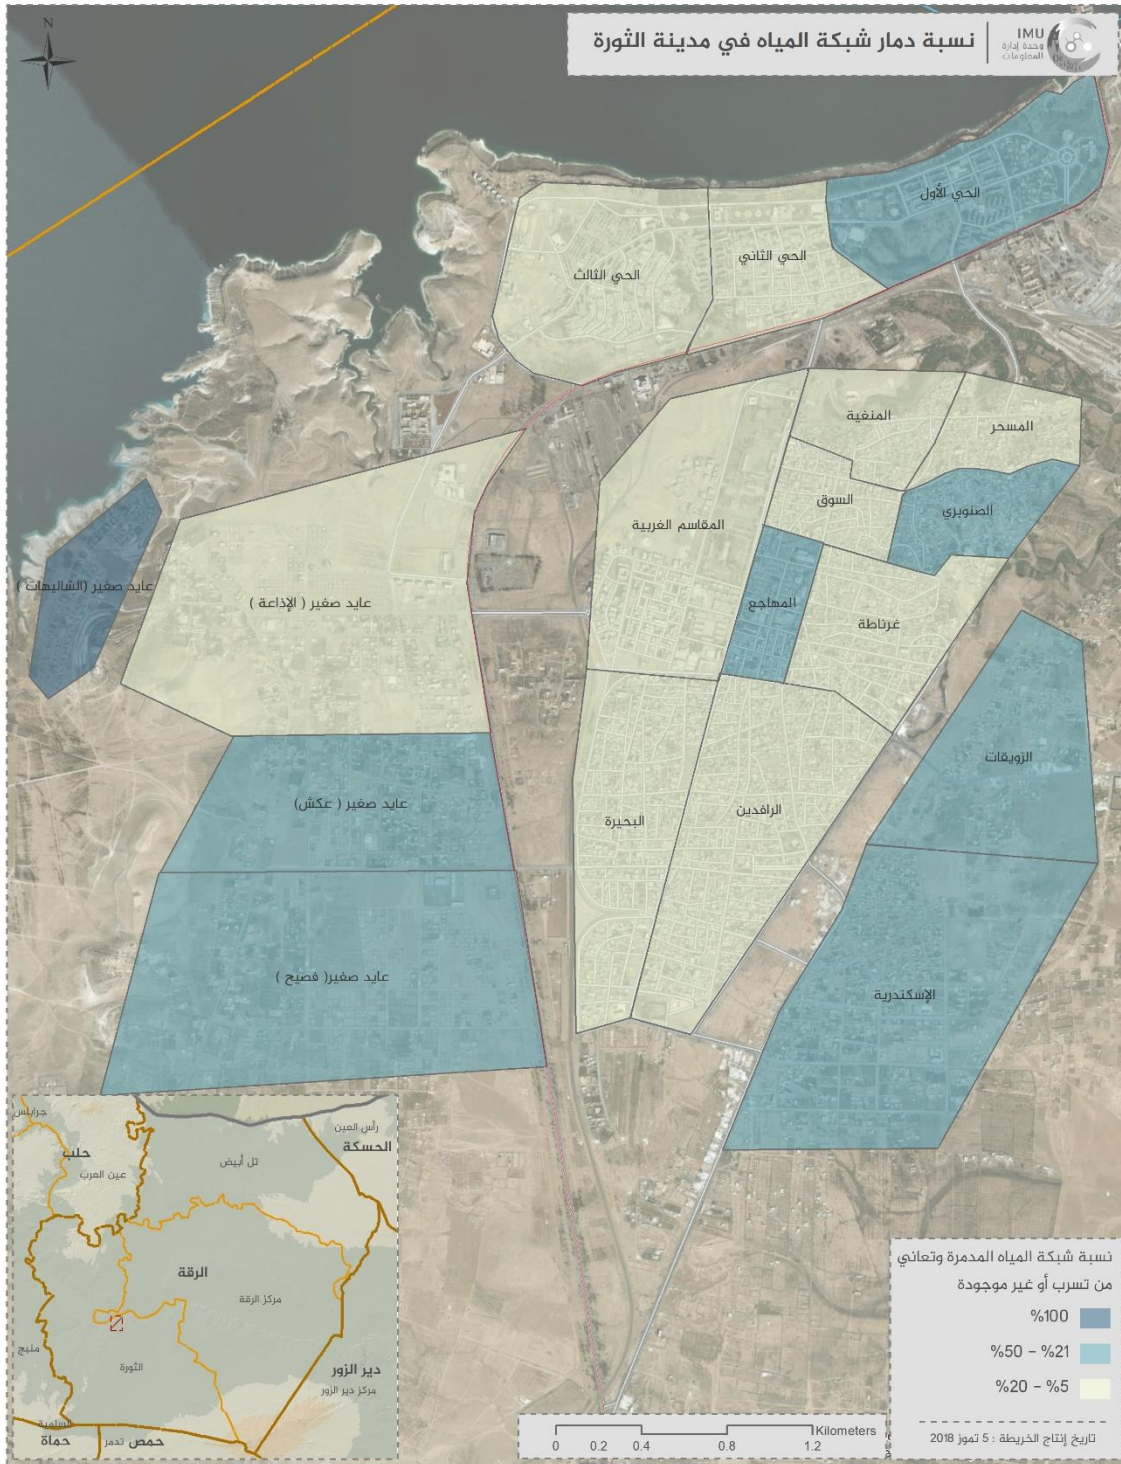 N
نسبة دمار شبكة المياه في مدينة الثورة
IMU
وحدة إدارة
المعلومات
الحي الأول
الحي الثاني
الحي الثالث
المنغية
المسحر
المقاسم الغربية
السوق
الصنوبري
عايد صغير (الشاليهات )
عايد صغير ( الإذاعة )
المهاجع
غرناطة
الزويقات
عايد صغير ( عكش)
الرافدين
البحيرة
عايد صغير( فصيح )
الإسكندرية
جرابلس
رأس العين
الحسكة
حلب
تل أبيض
عين العرب
الرقة
مركز الرقة
منبج
الثورة
دير الزور
مركز دير الزور
السلمية
حماة
حمص
تدمر
نسبة شبكة المياه المدمرة وتعاني
من تسرب أو غير موجودة
%100
%50 - %21
%20 - %5
تاريخ إنتاج الخريطة : 5 تموز 2018
Kilometers
0 0.2 0.4 0.8 1.2